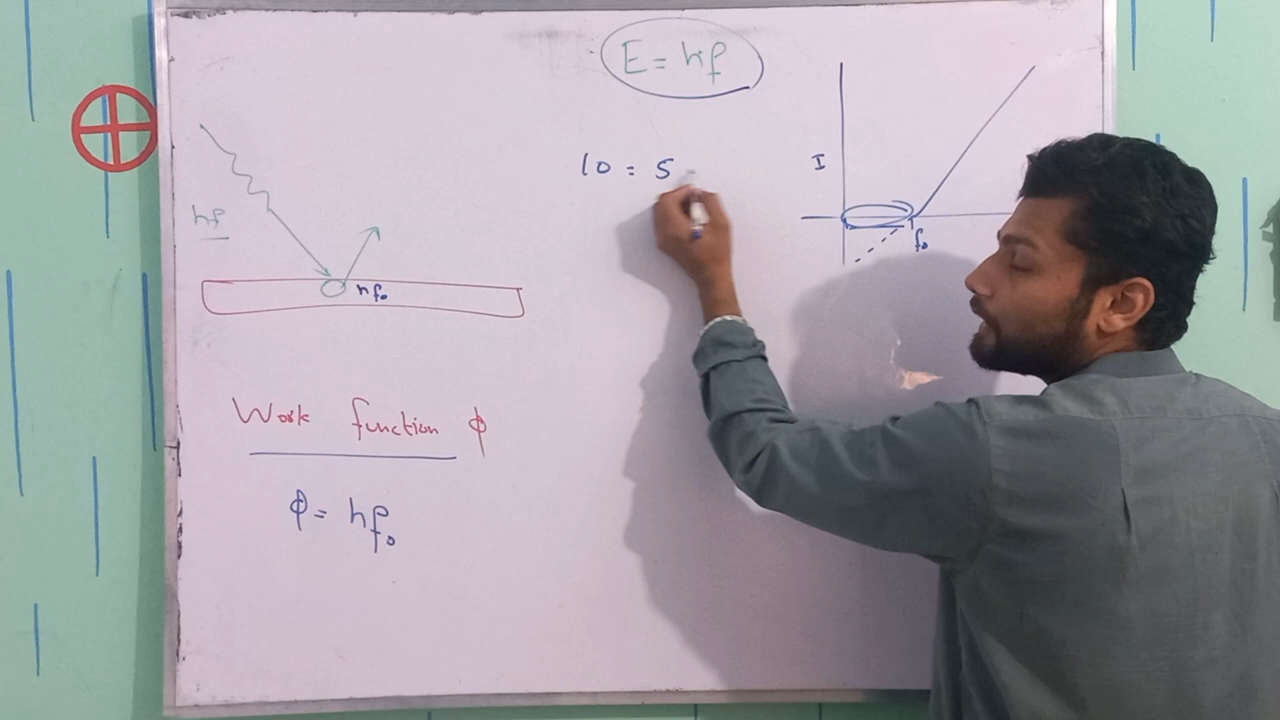 E = hf
10 = 5
I
f₀
hf
hf₀
Work function ϕ
ϕ = hf₀